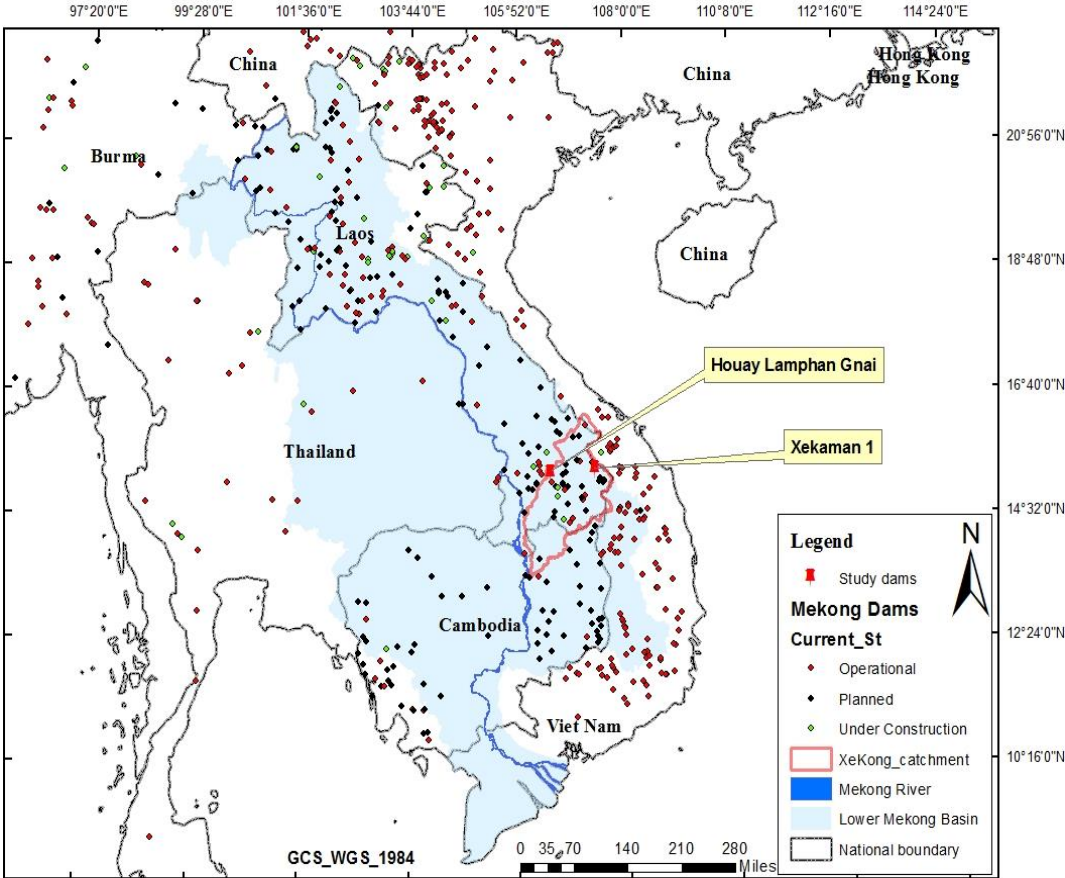 97°20'0"E 99°28'0"E 101°36'0"E 103°44'0"E 105°52'0"E 108°0'0"E 110°8'0"E 112°16'0"E 114°24'0"E
China
China
Hong Kong
Hong Kong
20°56'0"N
Burma
Laos
China
18°48'0"N
Houay Lamphan Gnai
16°40'0"N
Thailand
Xekaman 1
14°32'0"N
Legend
N
Study dams
Mekong Dams
Cambodia
12°24'0"N
Current_St
Operational
Planned
Viet Nam
Under Construction
XeKong_catchment
10°16'0"N
Mekong River
Lower Mekong Basin
National boundary
GCS_WGS_1984
0 35 70 140 210 280
Miles